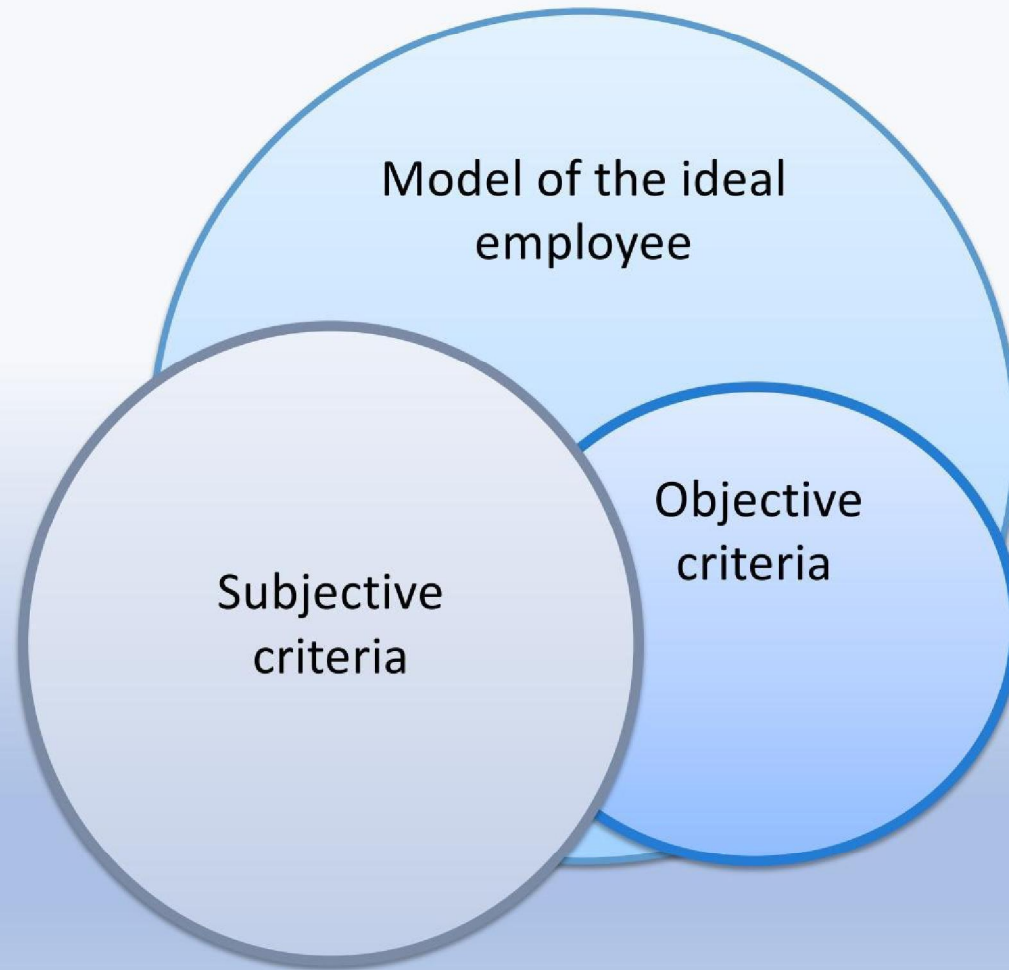 Model of the ideal
employee
Objective
criteria
Subjective
criteria